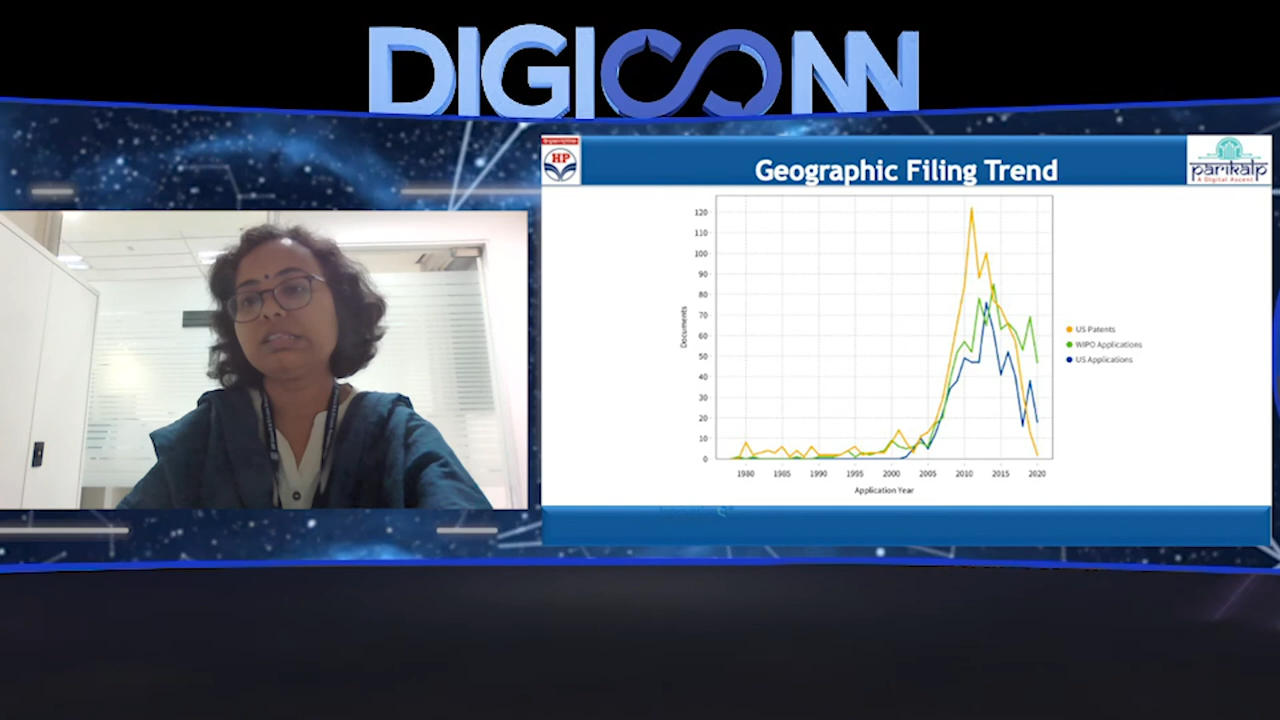 DIGICONN
HP
Geographic Filing Trend
parikalp
A Digital Ascent
120
110
100
90
80
70
60
50
40
30
20
10
0
Documents
1980 1985 1990 1995 2000 2005 2010 2015 2020
Application Year
US Patents
WIPO Applications
US Applications